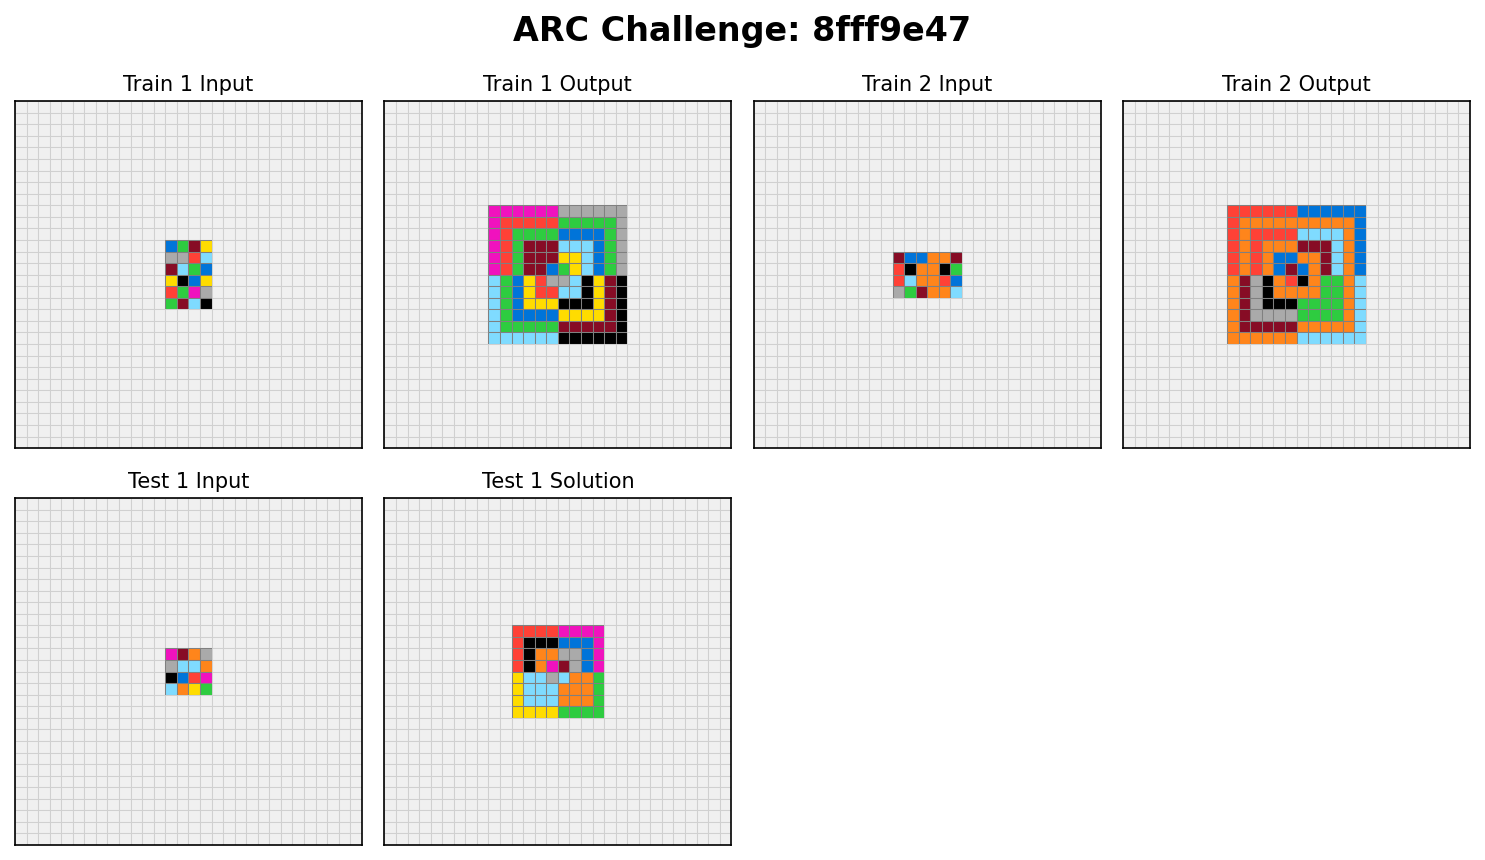 ARC Challenge: 8fff9e47
Train 1 Input
Train 1 Output
Train 2 Input
Train 2 Output
Test 1 Input
Test 1 Solution